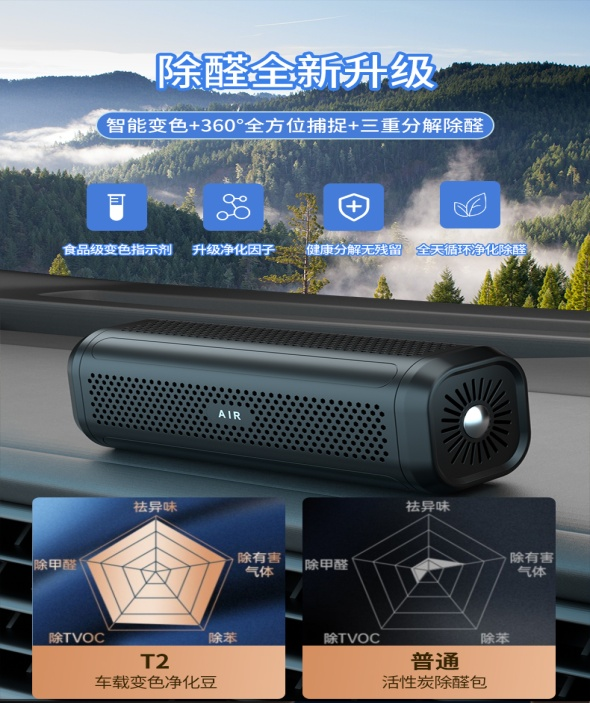 除醛全新升级
智能变色+360°全方位捕捉+三重分解除醛
食品级变色指示剂 升级净化因子 健康分解无残留 全天循环净化除醛
AIR
祛异味
除甲醛 除有害
气体
除TVOC 除苯
T2
车载变色净化豆
祛异味
除甲醛 除有害
气体
除TVOC 除苯
普通
活性炭除醛包